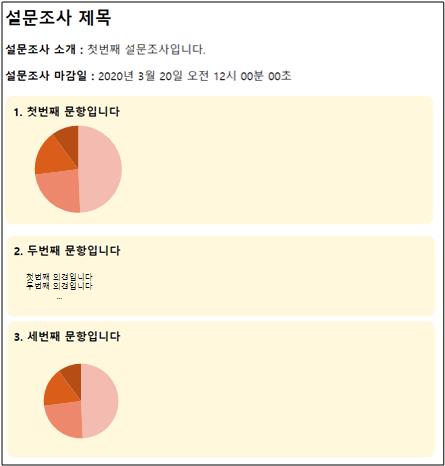 설문조사 제목
설문조사 소개 : 첫번째 설문조사입니다.
설문조사 마감일 : 2020년 3월 20일 오전 12시 00분 00초
1. 첫번째 문항입니다
2. 두번째 문항입니다
첫번째 의견입니다
두번째 의견입니다
...
3. 세번째 문항입니다